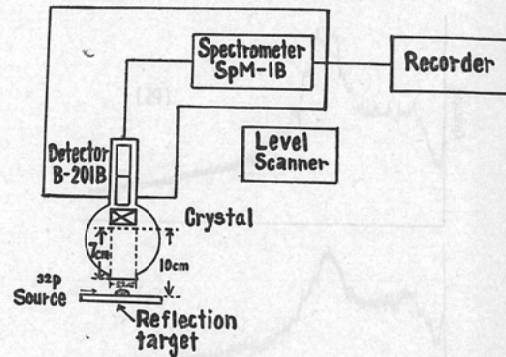 Spectrometer
SpM-1B
Recorder
Level
Scanner
Detector
B-201B
Crystal
7cm
10cm
32P
Source
Reflection
target